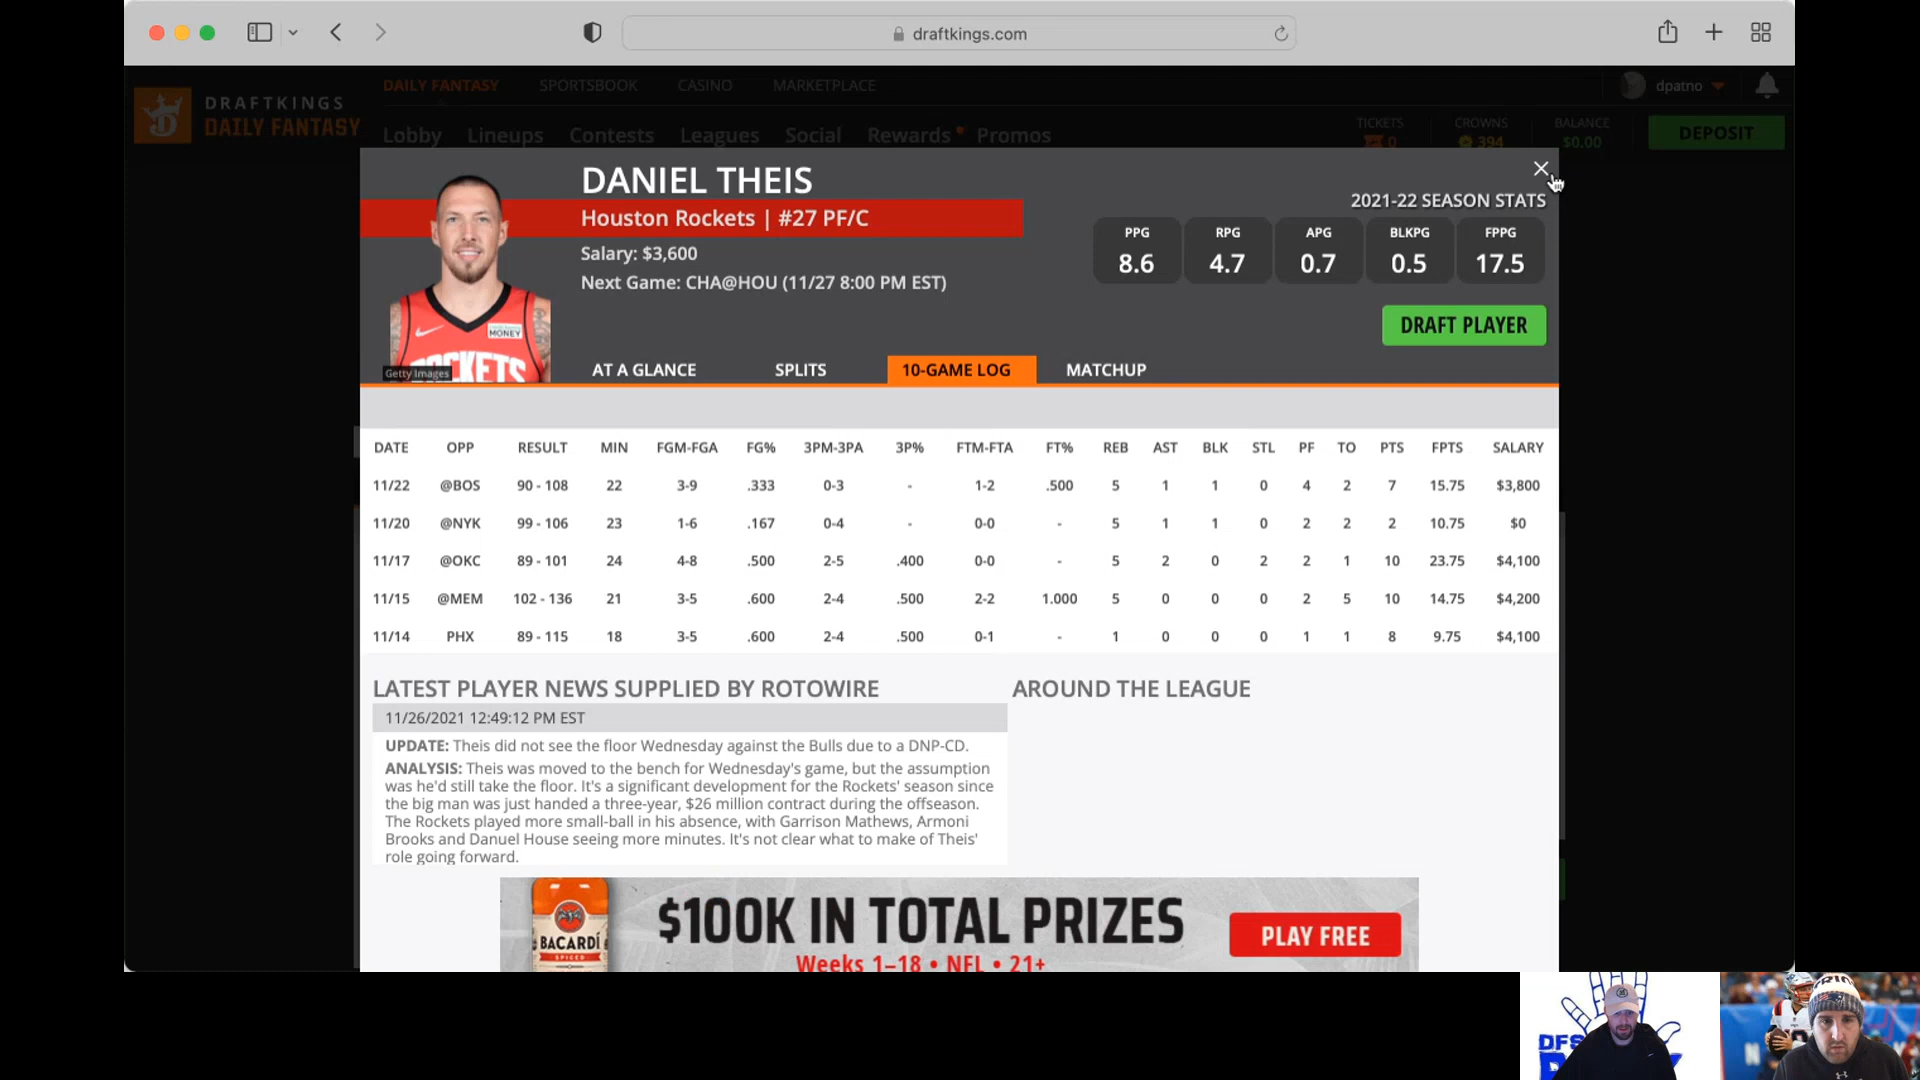 draftkings.com
DRAFTKINGS
DAILY FANTASY
DAILY FANTASY SPORTSBOOK CASINO MARKETPLACE
dpatno
Lobby Lineups Contests Leagues Social Rewards Promos
TICKETS CROWNS BALANCE
0 394 $0.00
DEPOSIT
DANIEL THEIS
Houston Rockets | #27 PF/C
Salary: $3,600
Next Game: CHA@HOU (11/27 8:00 PM EST)
2021-22 SEASON STATS
PPG RPG APG BLKPG FPPG
8.6 4.7 0.7 0.5 17.5
DRAFT PLAYER
MONEY
ROCKETS
Getty Images
AT A GLANCE SPLITS 10-GAME LOG MATCHUP
DATE OPP RESULT MIN FGM-FGA FG% 3PM-3PA 3P% FTM-FTA FT% REB AST BLK STL PF TO PTS FPTS SALARY
11/22 @BOS 90 - 108 22 3-9 .333 0-3 - 1-2 .500 5 1 1 0 4 2 7 15.75 $3,800
11/20 @NYK 99 - 106 23 1-6 .167 0-4 - 0-0 - 5 1 1 0 2 2 2 10.75 $0
11/17 @OKC 89 - 101 24 4-8 .500 2-5 .400 0-0 - 5 2 0 2 2 1 10 23.75 $4,100
11/15 @MEM 102 - 136 21 3-5 .600 2-4 .500 2-2 1.000 5 0 0 0 2 5 10 14.75 $4,200
11/14 PHX 89 - 115 18 3-5 .600 2-4 .500 0-1 - 1 0 0 0 1 1 8 9.75 $4,100
LATEST PLAYER NEWS SUPPLIED BY ROTOWIRE
AROUND THE LEAGUE
11/26/2021 12:49:12 PM EST
UPDATE: Theis did not see the floor Wednesday against the Bulls due to a DNP-CD.
ANALYSIS: Theis was moved to the bench for Wednesday's game, but the assumption
was he'd still take the floor. It's a significant development for the Rockets' season since
the big man was just handed a three-year, $26 million contract during the offseason.
The Rockets played more small-ball in his absence, with Garrison Mathews, Armoni
Brooks and Danuel House seeing more minutes. It's not clear what to make of Theis'
role going forward.
BACARDÍ
SPICED
$100K IN TOTAL PRIZES
Weeks 1–18 • NFL • 21+
PLAY FREE
DFS